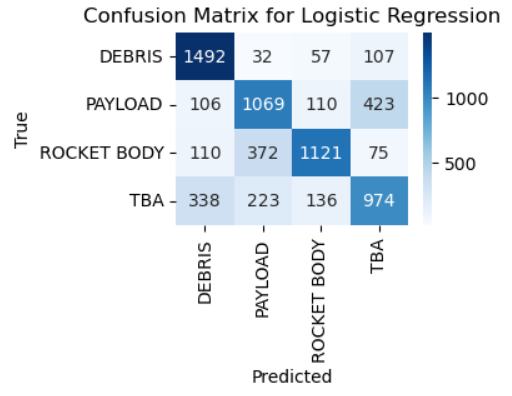 Confusion Matrix for Logistic Regression
True
DEBRIS 1492 32 57 107
PAYLOAD 106 1069 110 423
ROCKET BODY 110 372 1121 75
TBA 338 223 136 974
1000
500
DEBRIS
PAYLOAD
ROCKET BODY
TBA
Predicted